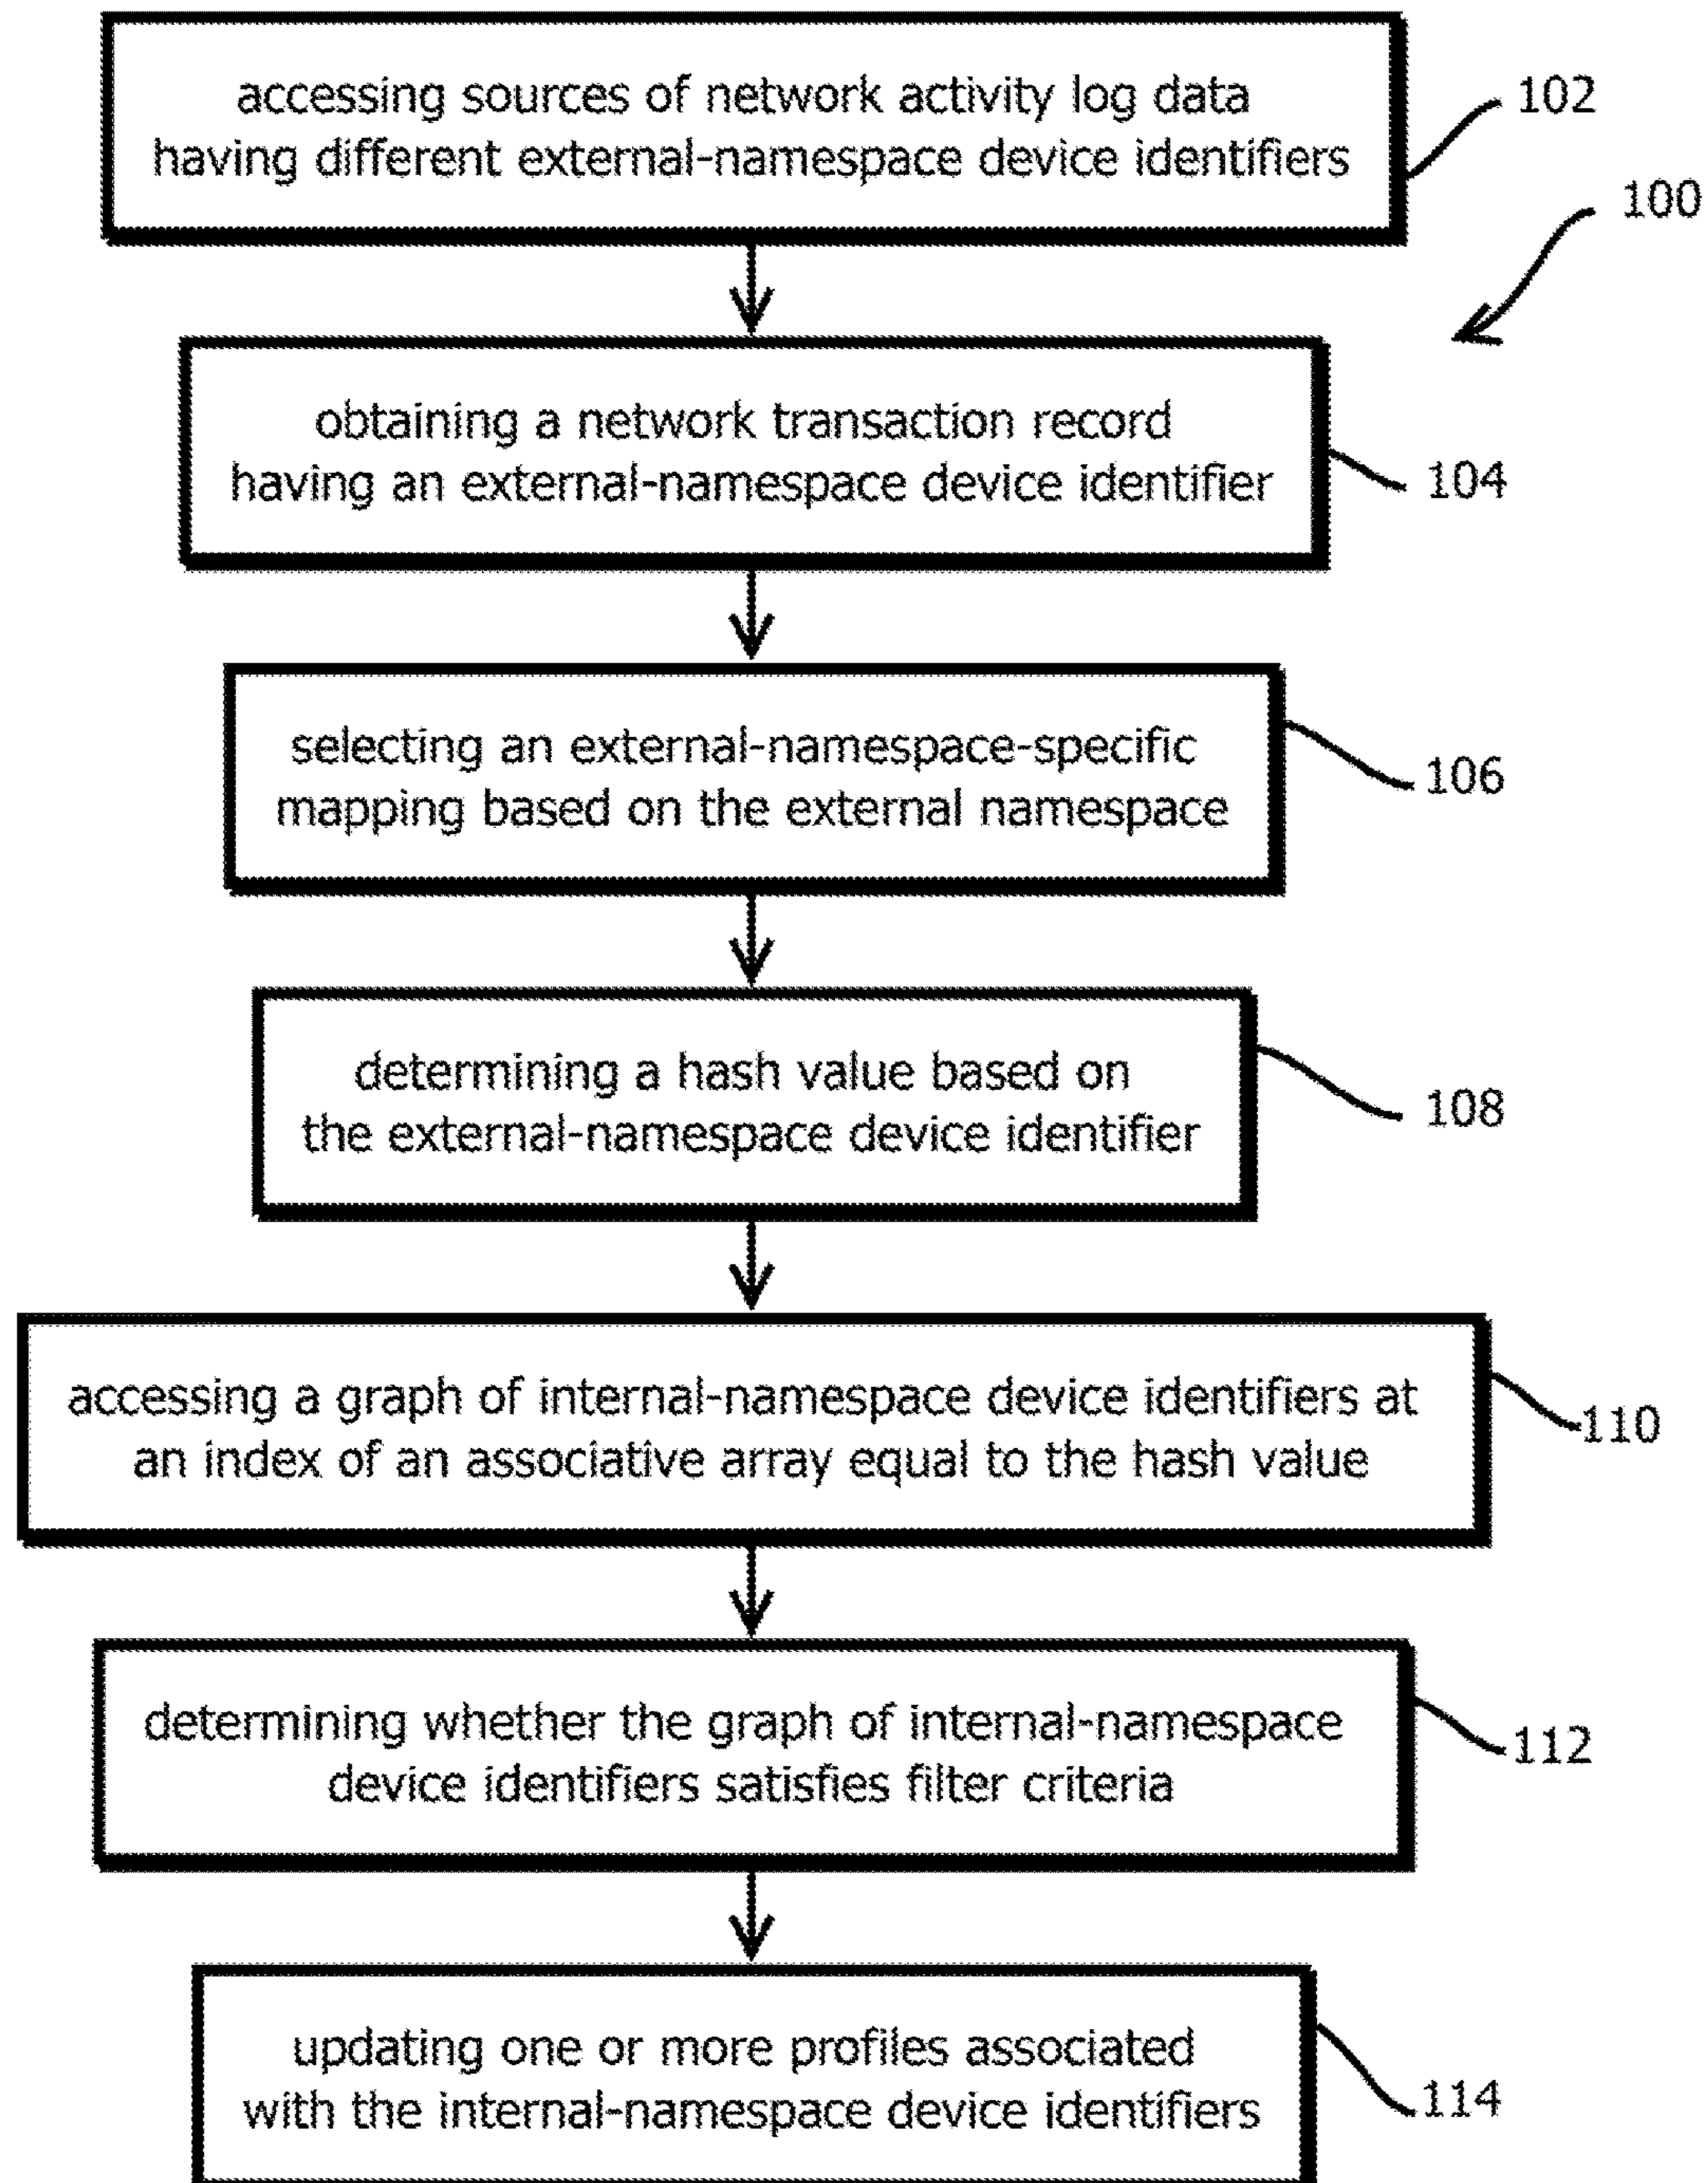 accessing sources of network activity log data
having different external-namespace device identifiers
102
100
obtaining a network transaction record
having an external-namespace device identifier
104
selecting an external-namespace-specific
mapping based on the external namespace
106
determining a hash value based on
the external-namespace device identifier
108
accessing a graph of internal-namespace device identifiers at
an index of an associative array equal to the hash value
110
determining whether the graph of internal-namespace
device identifiers satisfies filter criteria
112
updating one or more profiles associated
with the internal-namespace device identifiers
114